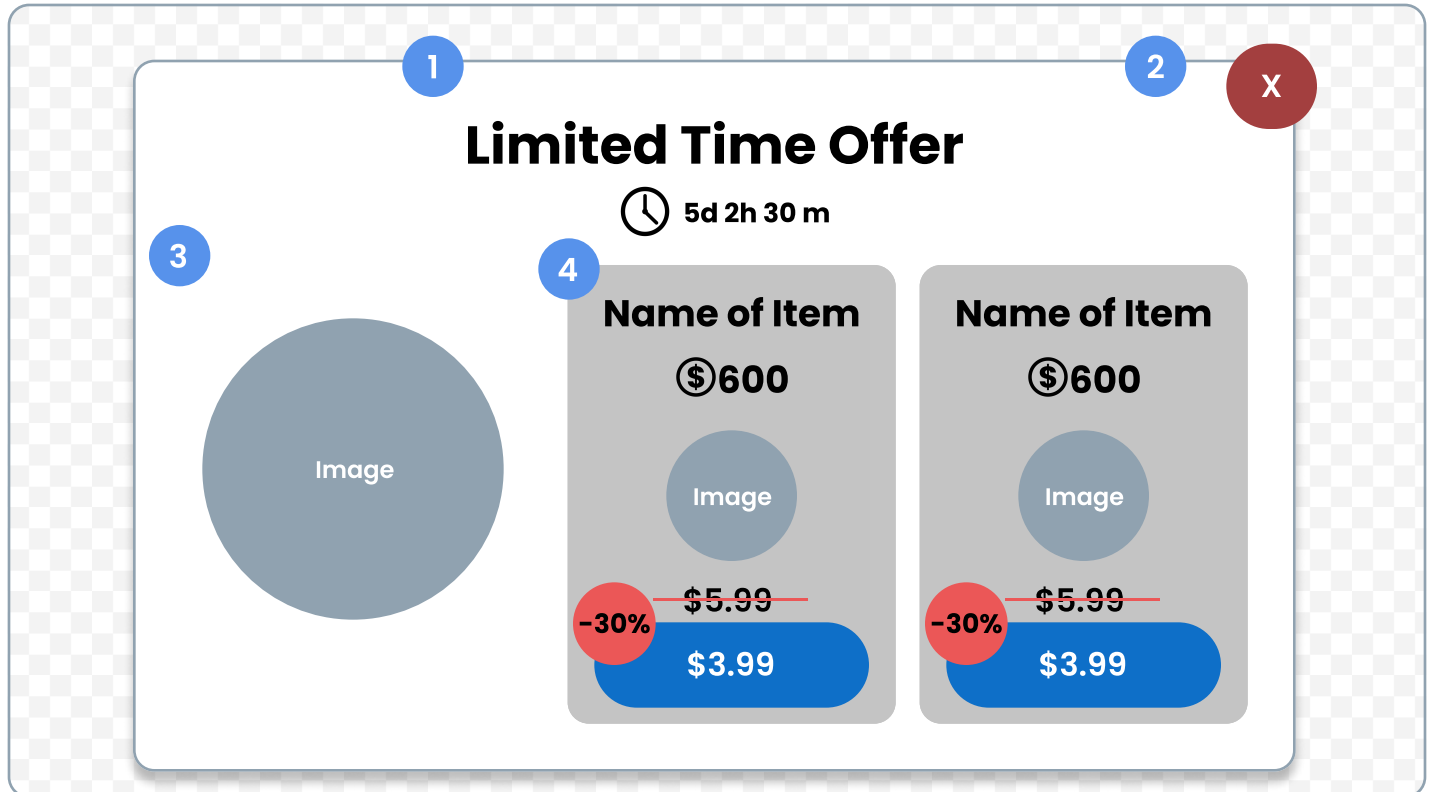 1
2
X
Limited Time Offer
5d 2h 30 m
3
4
Name of Item
$600
Image
$5.99
-30%
$3.99
Name of Item
$600
Image
$5.99
-30%
$3.99
Image